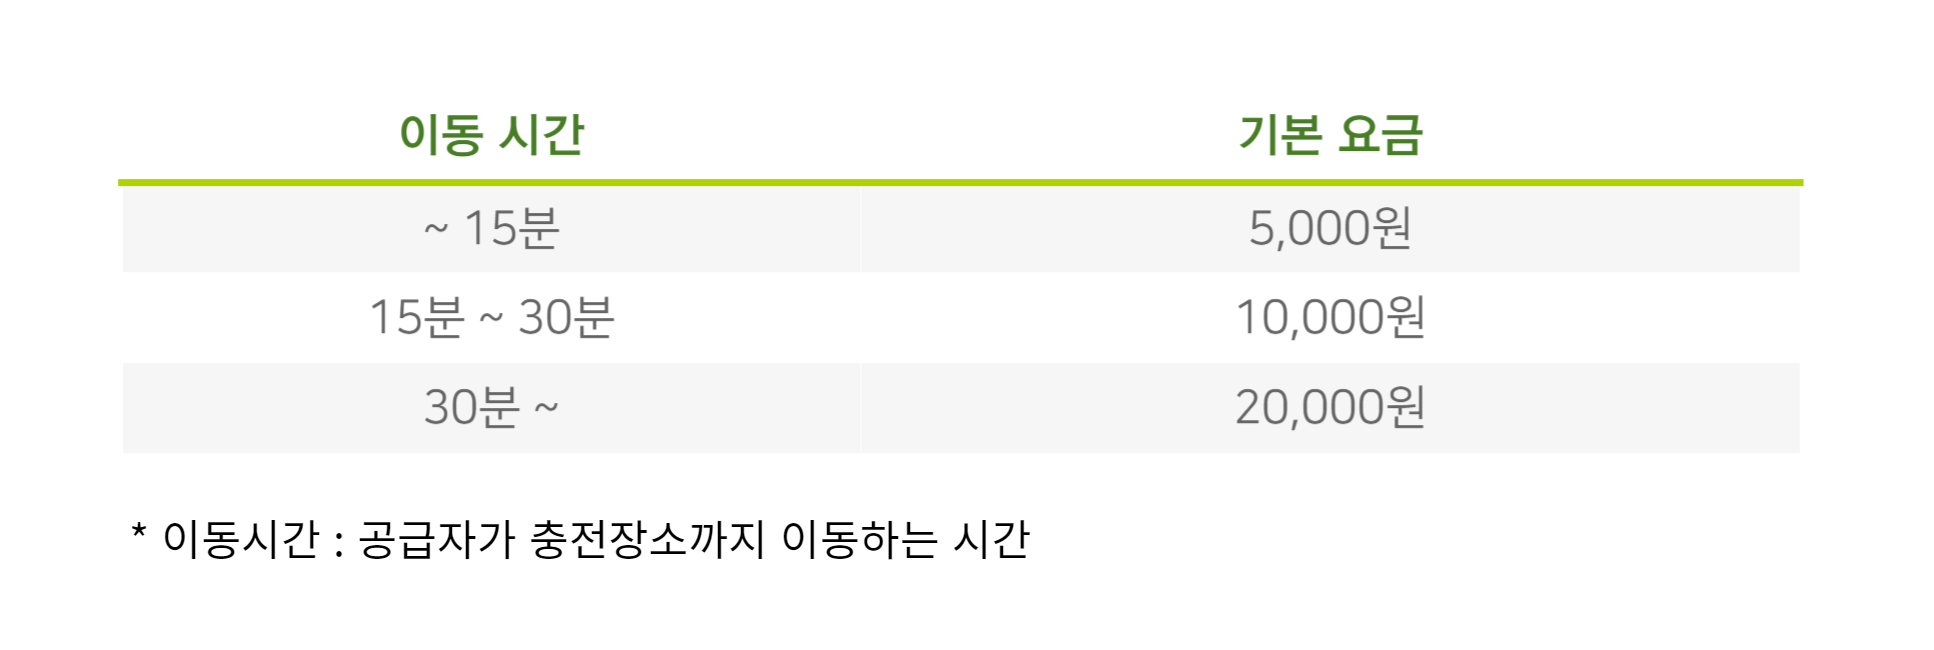 이동 시간 기본 요금
~ 15분 5,000원
15분 ~ 30분 10,000원
30분 ~ 20,000원
* 이동시간 : 공급자가 충전장소까지 이동하는 시간